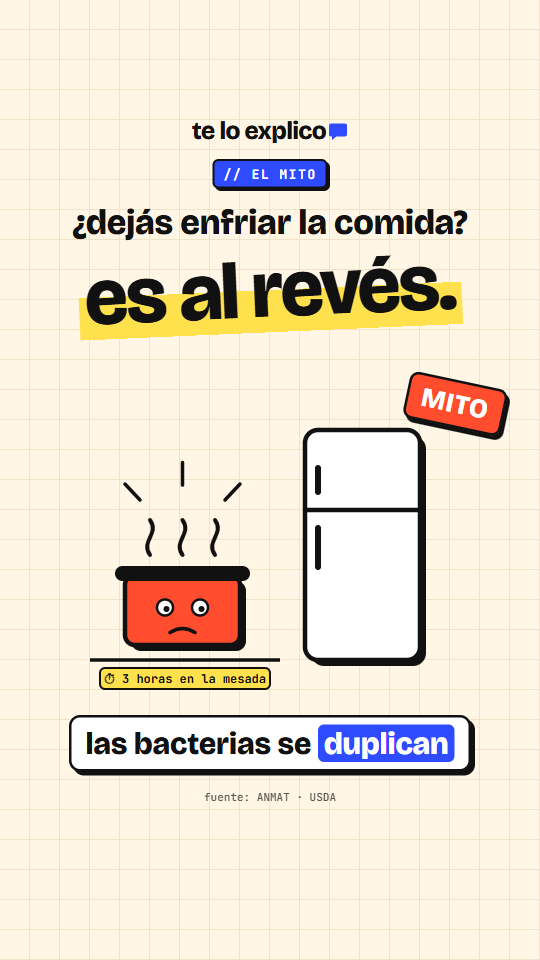 te lo explico
// EL MITO
¿dejás enfriar la comida?
es al revés.
MITO
⏱ 3 horas en la mesada
las bacterias se duplican
fuente: ANMAT · USDA